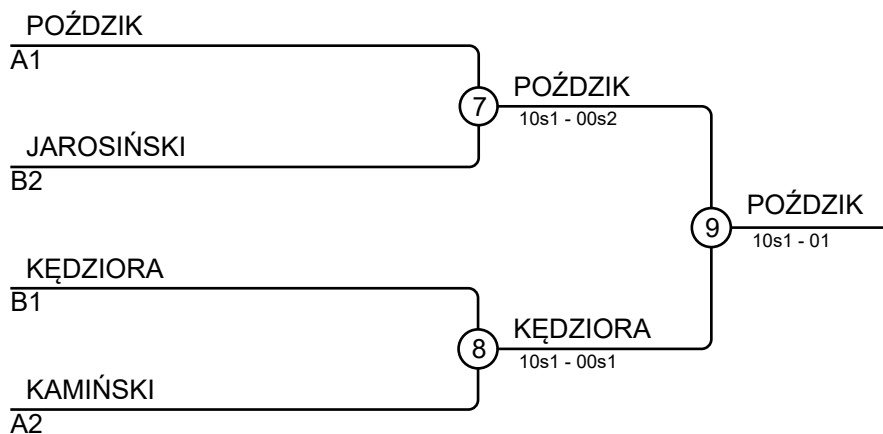 POŹDZIK
A1
7
POŹDZIK
10s1 - 00s2
JAROSIŃSKI
B2
9
POŹDZIK
10s1 - 01
KĘDZIORA
B1
8
KĘDZIORA
10s1 - 00s1
KAMIŃSKI
A2